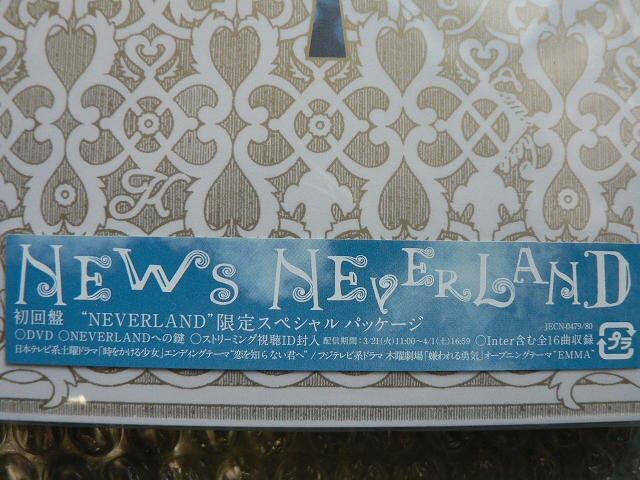 NEWS NEVERLAND
初回盤 “NEVERLAND”限定スペシャル パッケージ
JECN-0479/80
○DVD ○NEVERLANDへの鍵 ○ストリーミング視聴ID封入 配信期間：3/21(火)11:00~4/1(土)16:59 ○Inter含む全16曲収録
日本テレビ系土曜ドラマ「時をかける少女」エンディングテーマ“恋を知らない君へ” / フジテレビ系ドラマ 木曜劇場「嫌われる勇気」オープニングテーマ“EMMA”
プラ
K